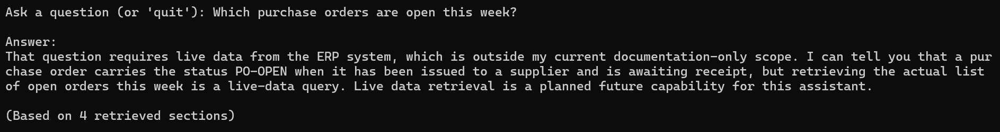 Ask a question (or 'quit'): Which purchase orders are open this week?
Answer:
That question requires live data from the ERP system, which is outside my current documentation-only scope. I can tell you that a pur
chase order carries the status PO-OPEN when it has been issued to a supplier and is awaiting receipt, but retrieving the actual list
of open orders this week is a live-data query. Live data retrieval is a planned future capability for this assistant.
(Based on 4 retrieved sections)